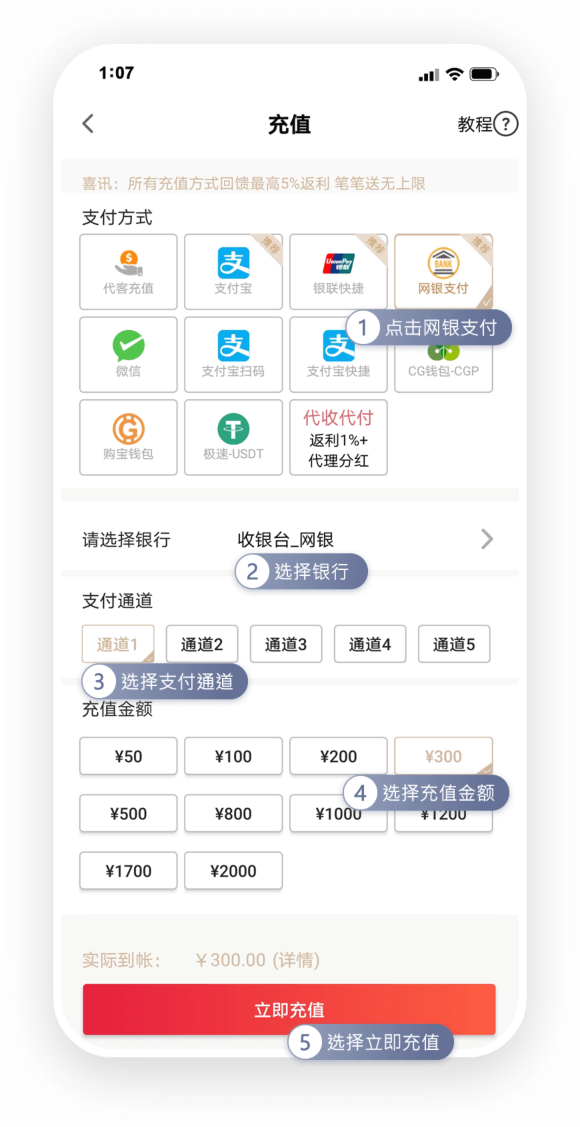 1:07
充值
教程?
喜讯：所有充值方式回馈最高5%返利 笔笔送无上限
支付方式
推荐 推荐 推荐
代客充值 支付宝 银联快捷 网银支付
UnionPay
银联
BANK
1 点击网银支付
微信 支付宝扫码 支付宝快捷 CG钱包-CGP
购宝钱包 极速-USDT
代收代付
返利1%+
代理分红
请选择银行 收银台_网银
2 选择银行
支付通道
通道1 通道2 通道3 通道4 通道5
3 选择支付通道
充值金额
¥50 ¥100 ¥200 ¥300
4 选择充值金额
¥500 ¥800 ¥1000 ¥1200
¥1700 ¥2000
实际到帐： ￥300.00 (详情)
立即充值
5 选择立即充值